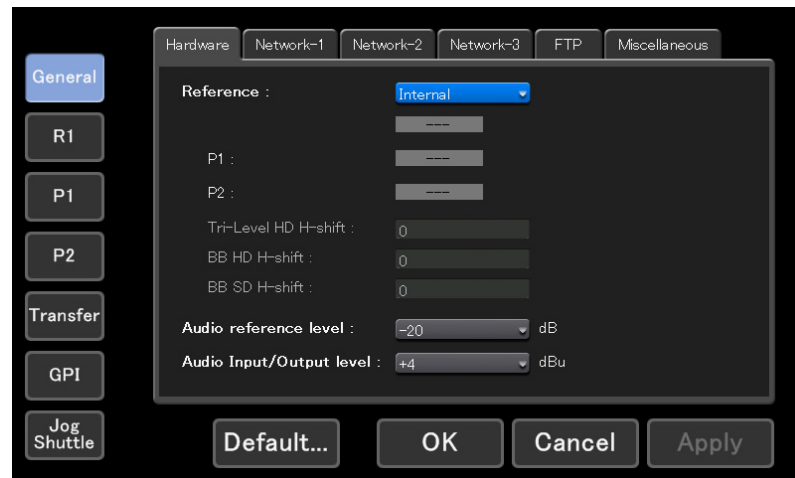 Hardware Network-1 Network-2 Network-3 FTP Miscellaneous
General
R1
P1
P2
Transfer
GPI
Jog
Shuttle
Reference : Internal
---
P1 : ---
P2 : ---
Tri-Level HD H-shift : 0
BB HD H-shift : 0
BB SD H-shift : 0
Audio reference level : -20 dB
Audio Input/Output level : +4 dBu
Default... OK Cancel Apply